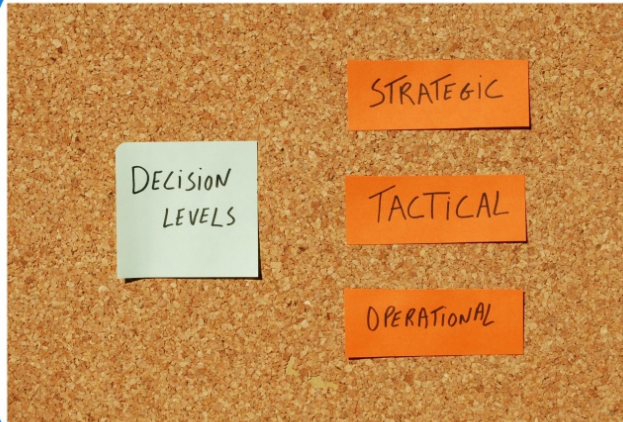 DECISION
LEVELS
STRATEGIC
TACTICAL
OPERATIONAL